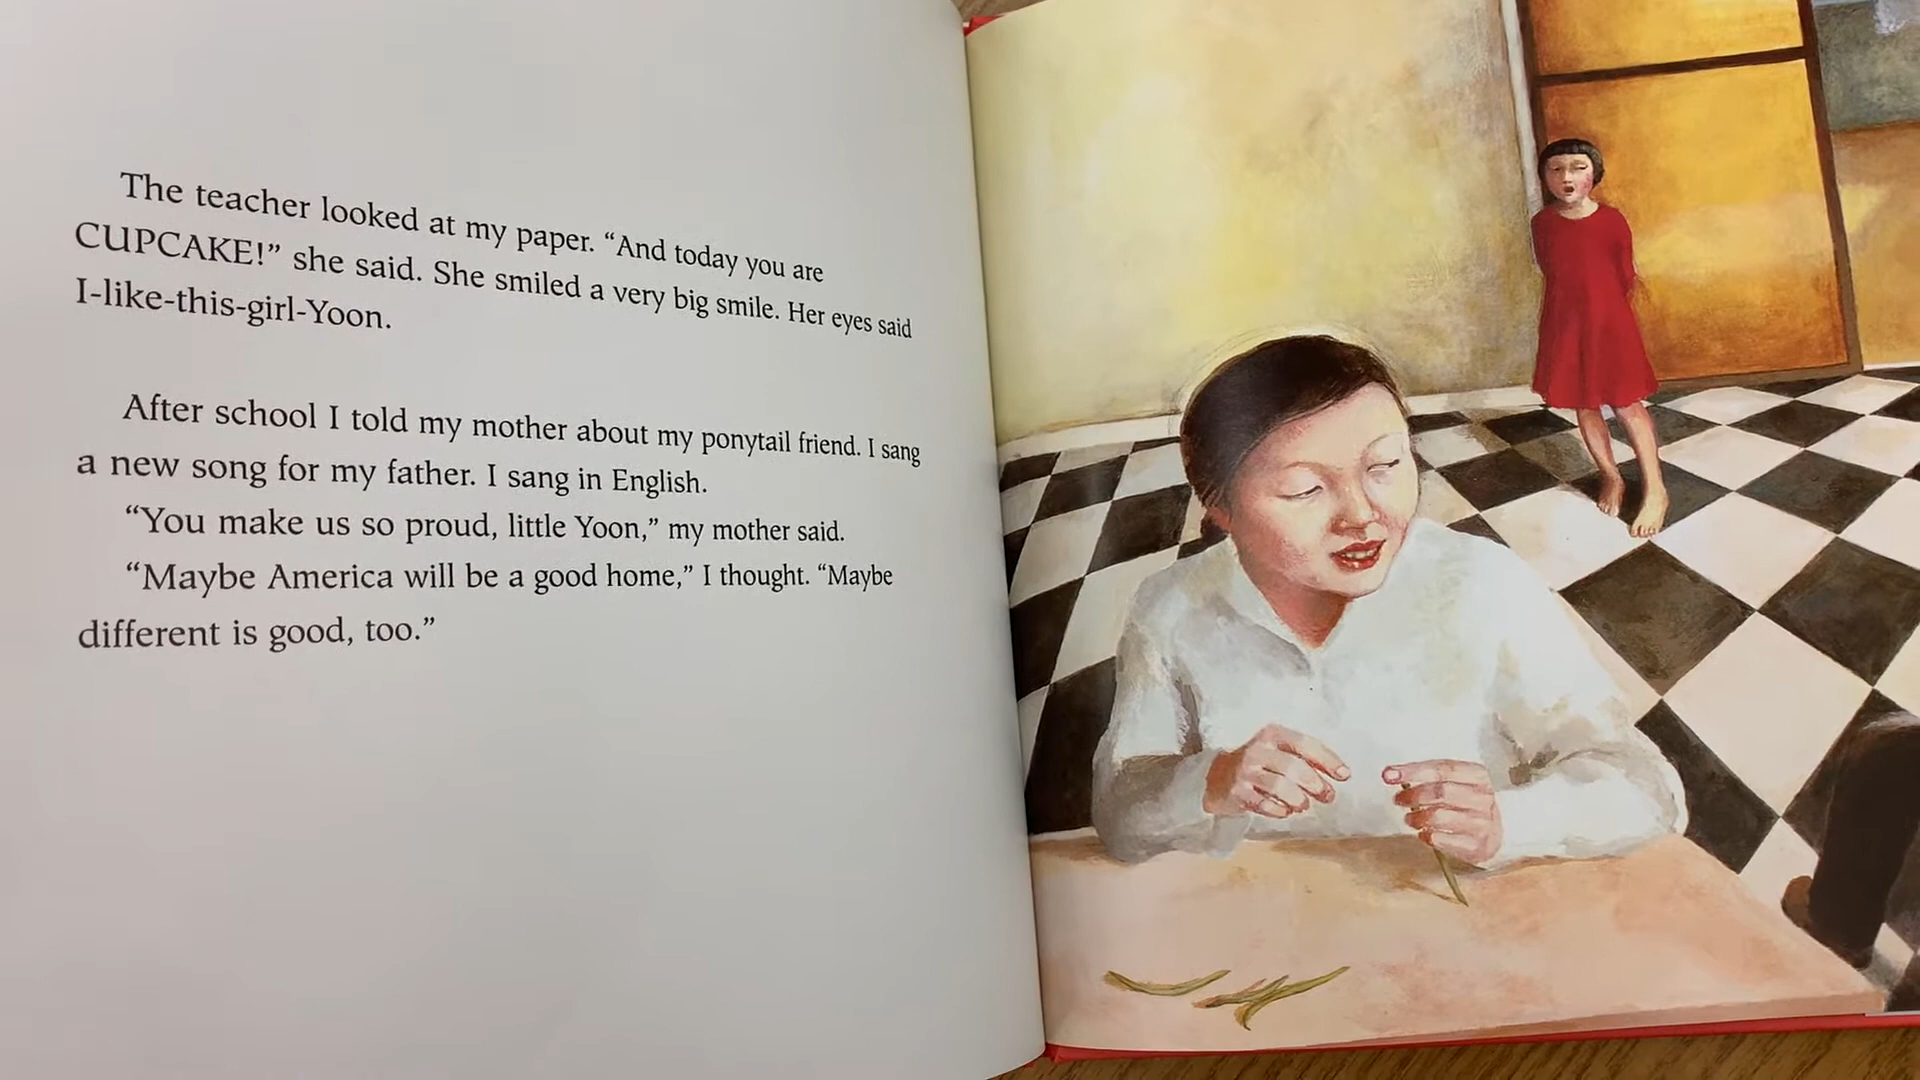 The teacher looked at my paper. “And today you are
CUPCAKE!” she said. She smiled a very big smile. Her eyes said
I-like-this-girl-Yoon.
After school I told my mother about my ponytail friend. I sang
a new song for my father. I sang in English.
“You make us so proud, little Yoon,” my mother said.
“Maybe America will be a good home,” I thought. “Maybe
different is good, too.”